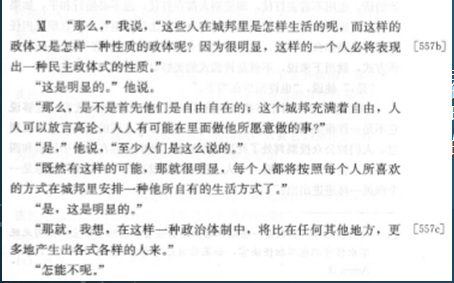 "那么,"我说,"这些人在城邦里是怎样生活的呢,而这样的
政体又是怎样一种性质的政体呢?因为很明显,这样的一个人必将表现 [557b]
出一种民主政体式的性质。"
"这是明显的。"他说。
"那么,是不是首先他们是自由自在的;这个城邦充满着自由,人
人可以放言高论,人人有可能在里面做他所愿意做的事?"
"是,"他说,"至少人们是这么说的。"
"既然有这样的可能,那就很明显,每个人都将按照每个人所喜欢
的方式在城邦里安排一种他所自有的生活方式了。"
"是,这是明显的。"
"那就,我想,在这样一种政治体制中,将比在任何其他地方,更 [557c]
多地产生出各式各样的人来。"
"怎能不呢。"